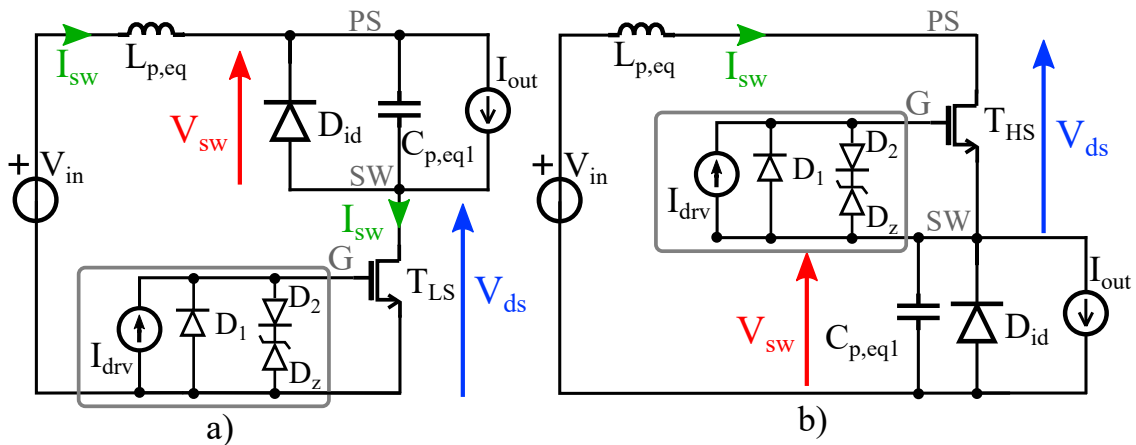 PS
I_sw
L_p,eq
I_out
V_sw
D_id
C_p,eq1
+
V_in
SW
I_sw
G
T_LS
V_ds
I_drv
D_1
D_2
D_z
a)
PS
L_p,eq
I_sw
G
T_HS
V_ds
+
V_in
I_drv
D_1
D_2
D_z
SW
I_out
V_sw
C_p,eq1
D_id
b)